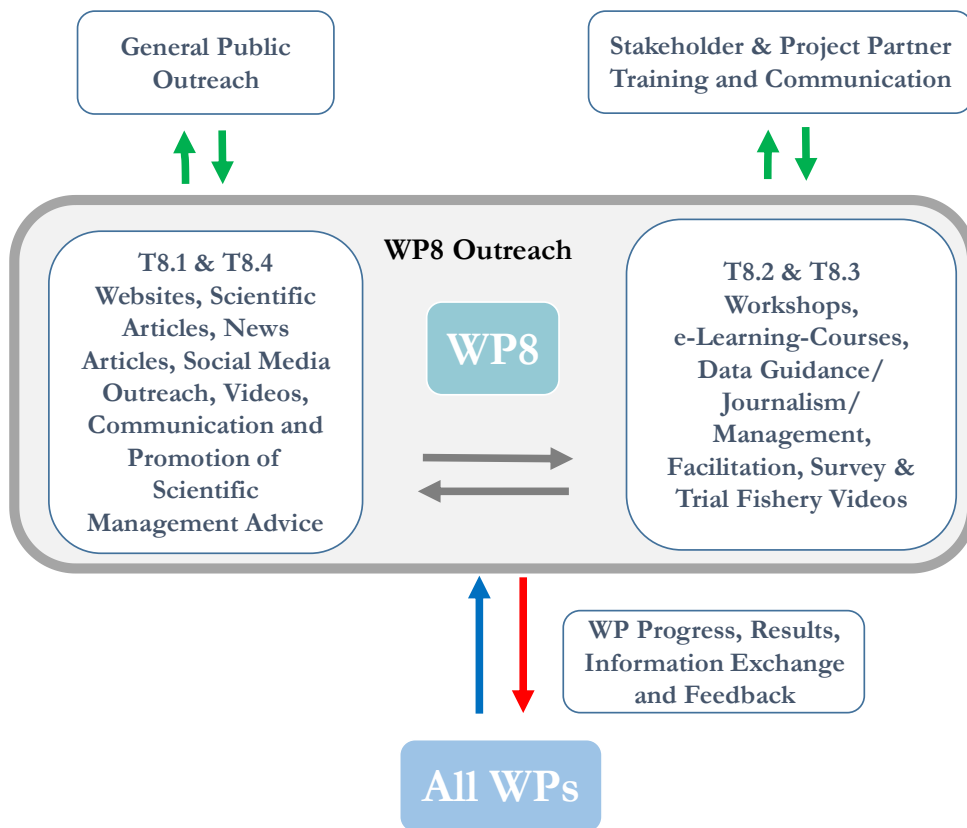 General Public
Outreach
Stakeholder & Project Partner
Training and Communication
WP8 Outreach
T8.1 & T8.4
Websites, Scientific
Articles, News
Articles, Social Media
Outreach, Videos,
Communication and
Promotion of
Scientific
Management Advice
WP8
T8.2 & T8.3
Workshops,
e-Learning-Courses,
Data Guidance/
Journalism/
Management,
Facilitation, Survey &
Trial Fishery Videos
WP Progress, Results,
Information Exchange
and Feedback
All WPs